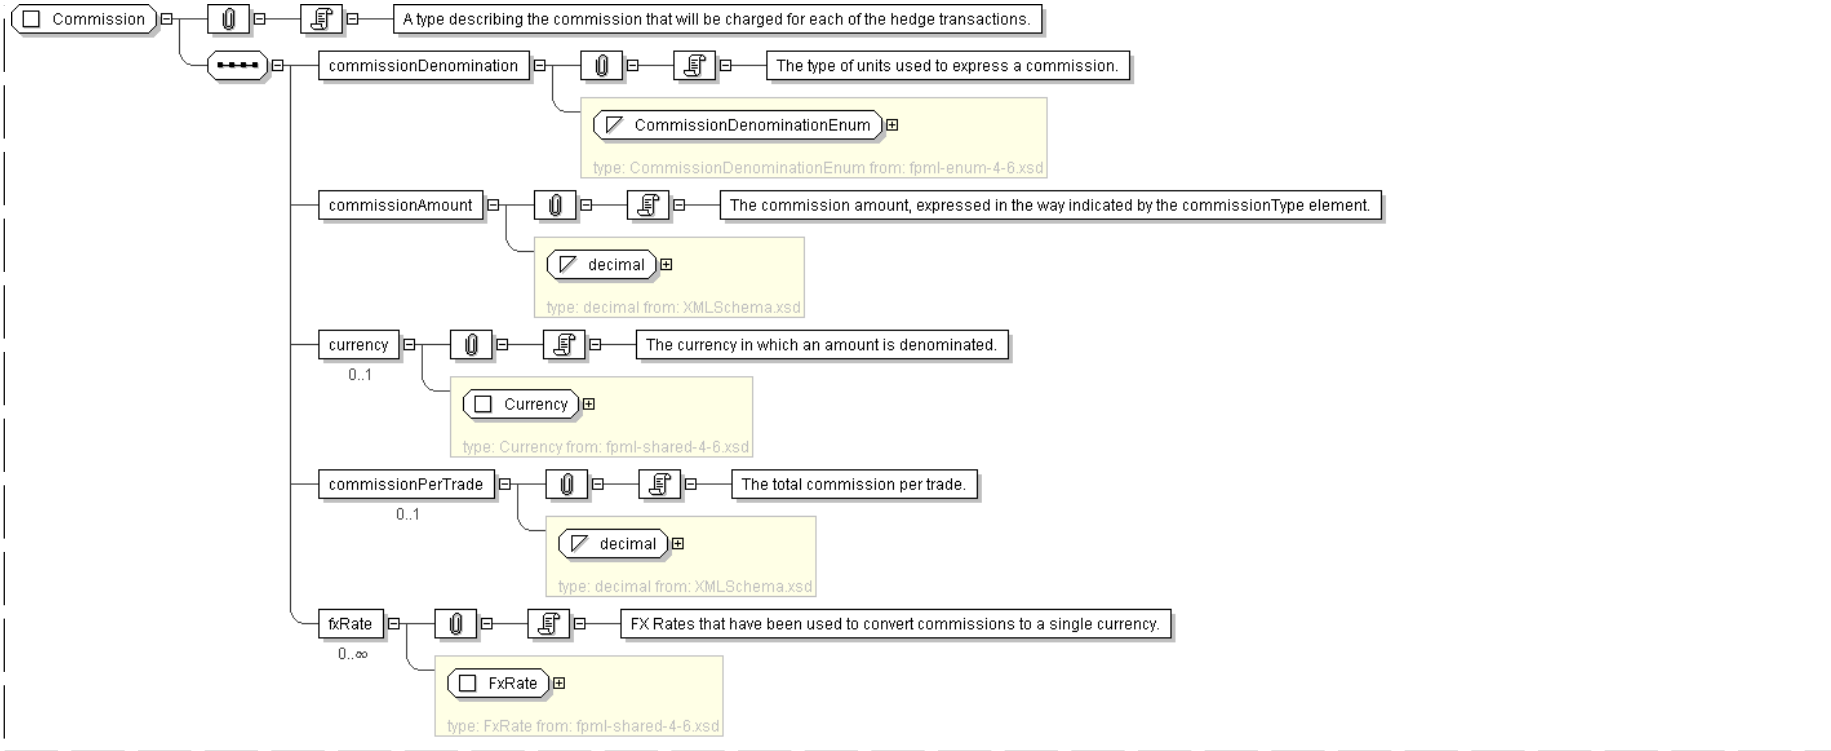 Commission
A type describing the commission that will be charged for each of the hedge transactions.
commissionDenomination
The type of units used to express a commission.
CommissionDenominationEnum
type: CommissionDenominationEnum from: fpml-enum-4-6.xsd
commissionAmount
The commission amount, expressed in the way indicated by the commissionType element.
decimal
type: decimal from: XMLSchema.xsd
currency
The currency in which an amount is denominated.
0..1
Currency
type: Currency from: fpml-shared-4-6.xsd
commissionPerTrade
The total commission per trade.
0..1
decimal
type: decimal from: XMLSchema.xsd
fxRate
FX Rates that have been used to convert commissions to a single currency.
0..∞
FxRate
type: FxRate from: fpml-shared-4-6.xsd